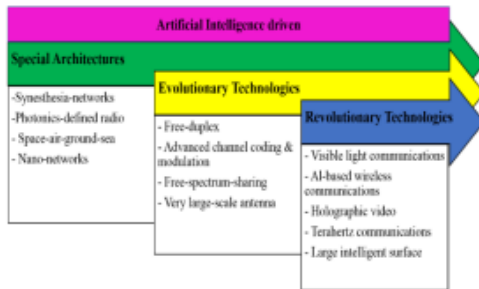 Artificial Intelligence driven
Special Architectures
-Synesthesia-networks
-Photonics-defined radio
- Space-air-ground-sea
- Nano-networks
Evolutionary Technologies
- Free-duplex
- Advanced channel coding &
modulation
- Free-spectrum-sharing
- Very large-scale antenna
Revolutionary Technologies
- Visible light communications
- AI-based wireless
communications
- Holographic video
- Terahertz communications
- Large intelligent surface